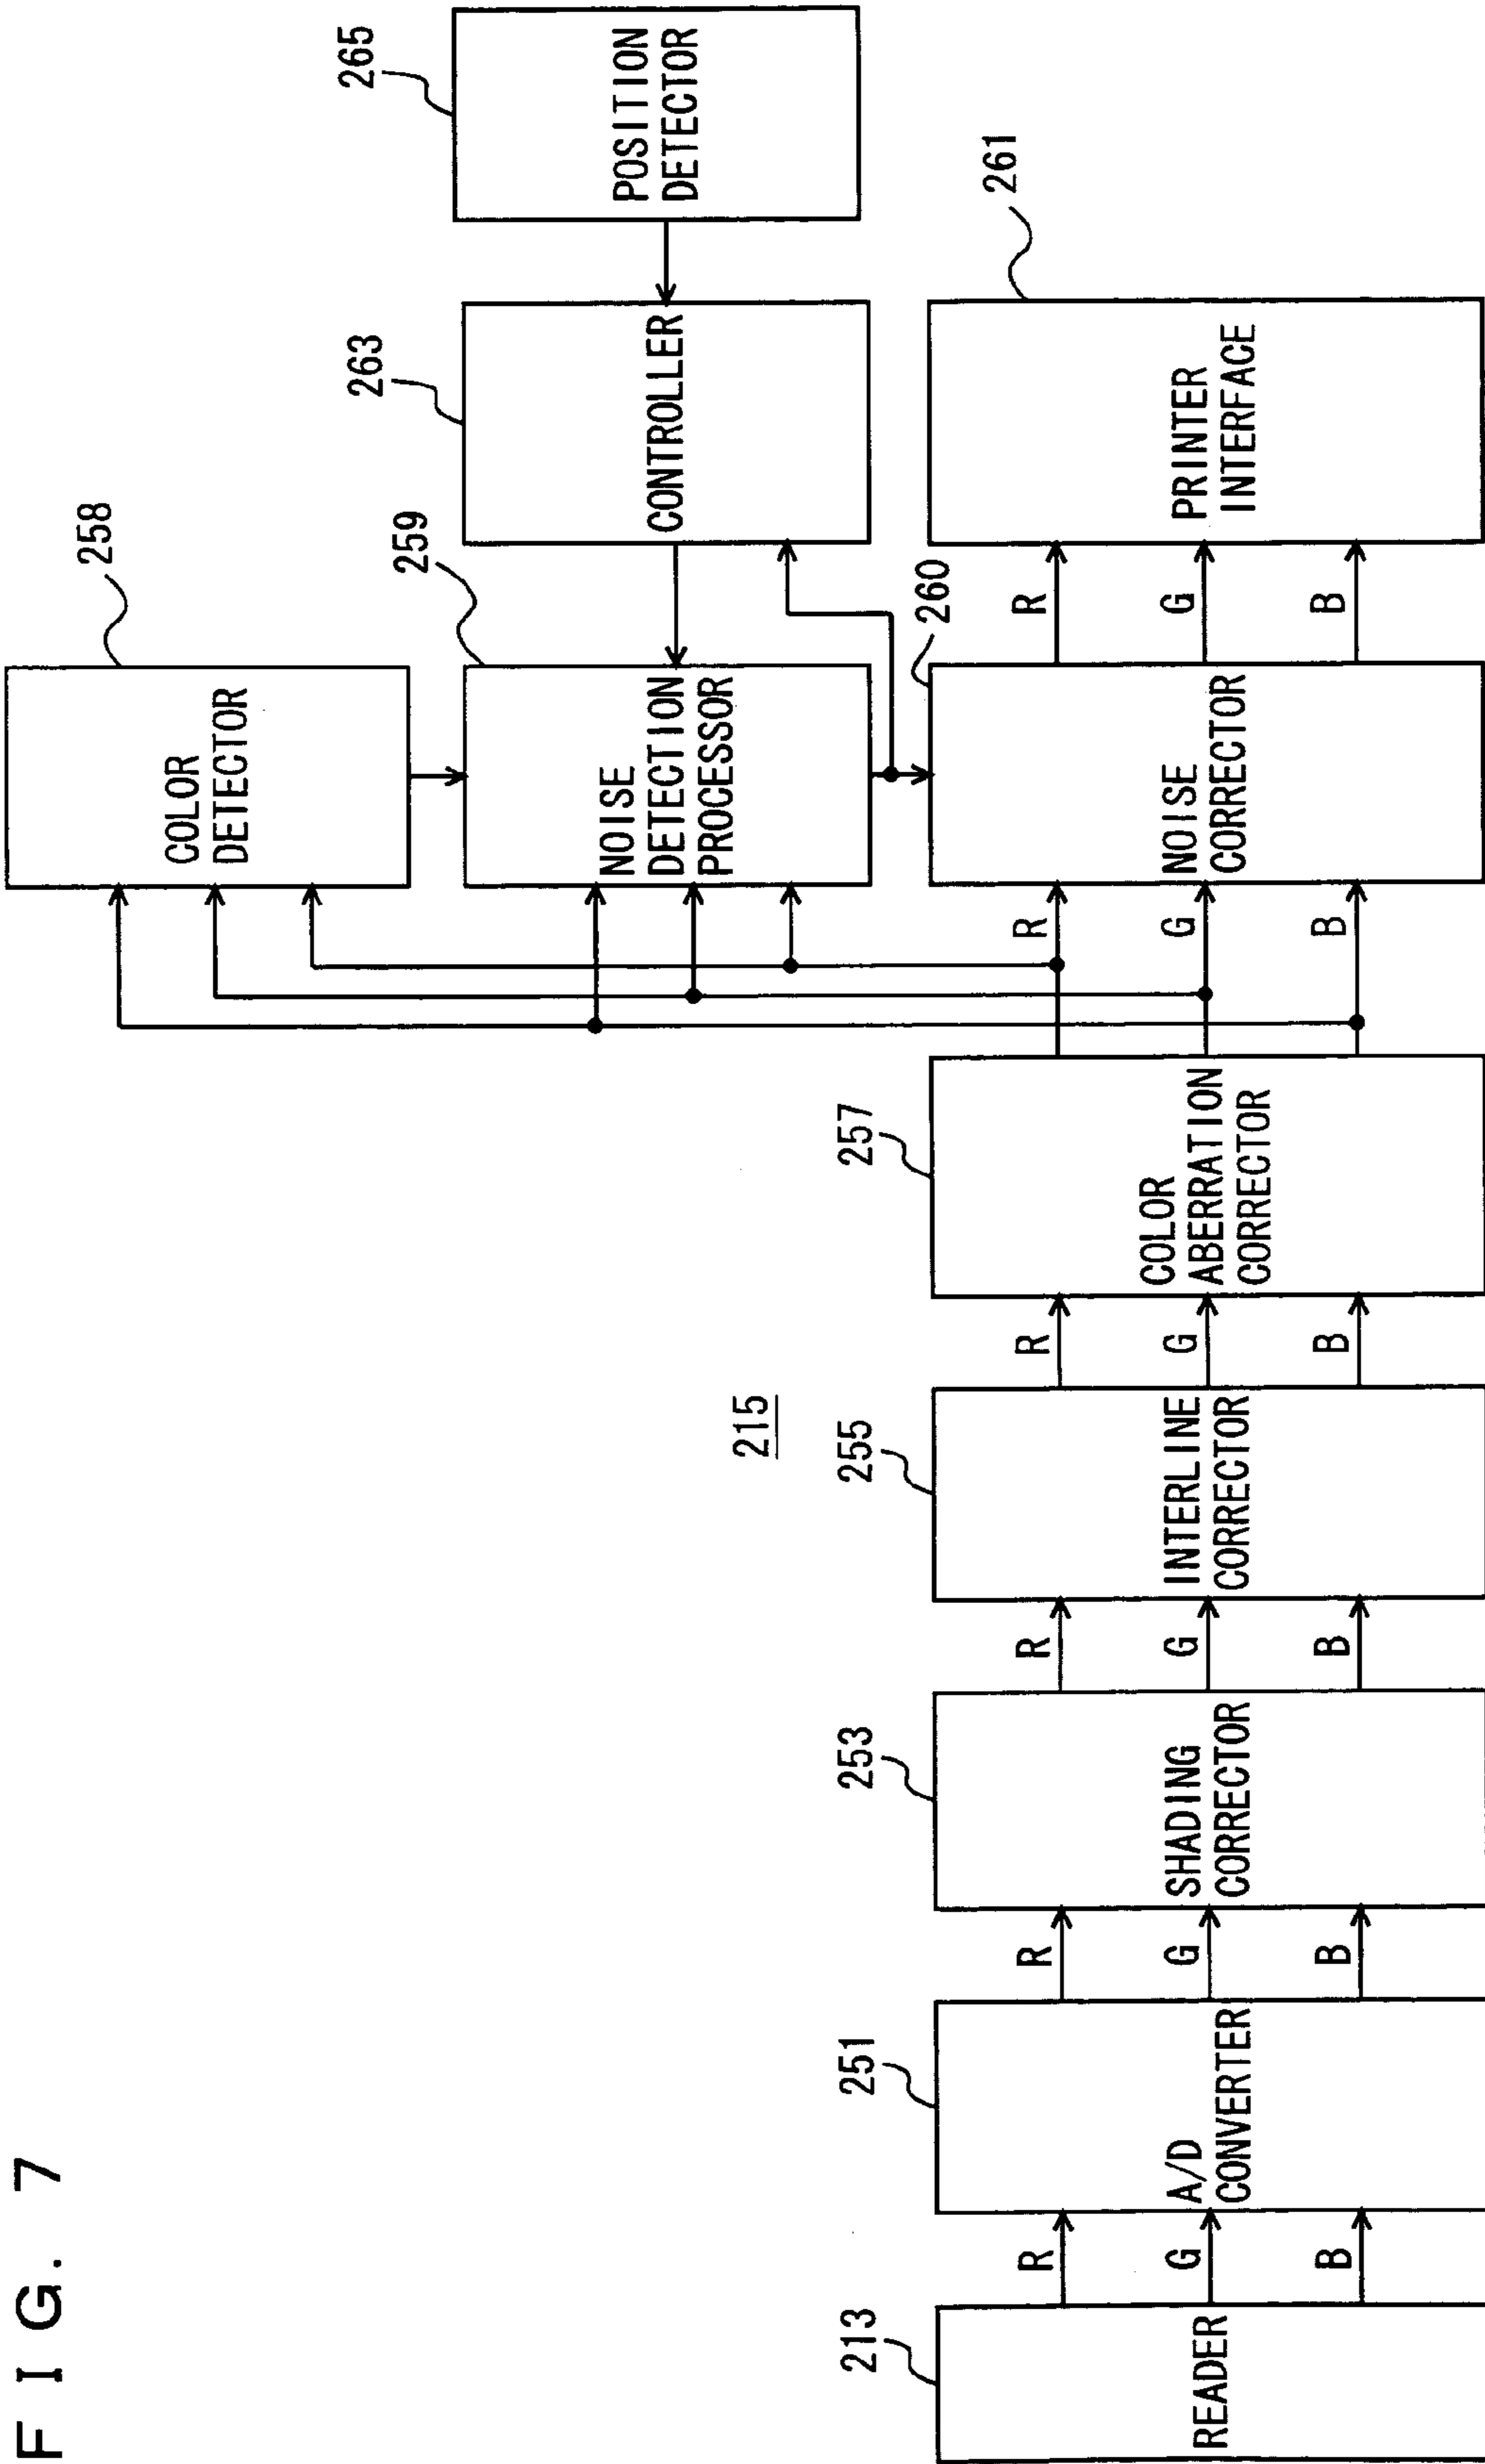 FIG. 7
258
COLOR
DETECTOR
265
263
259
POSITION
DETECTOR
CONTROLLER
NOISE
DETECTION
PROCESSOR
215
213
251
253
255
257
260
261
R
R
R
R
R
R
READER
A/D
CONVERTER
SHADING
CORRECTOR
INTERLINE
CORRECTOR
COLOR
ABERRATION
CORRECTOR
NOISE
CORRECTOR
PRINTER
INTERFACE
G
G
G
G
G
G
B
B
B
B
B
B